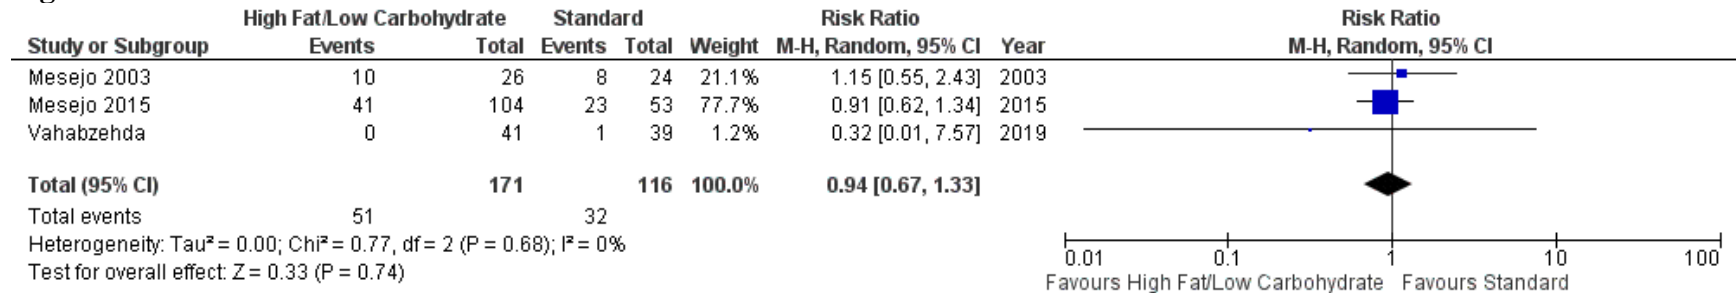 High Fat/Low Carbohydrate Standard Risk Ratio Risk Ratio
Study or Subgroup Events Total Events Total Weight M-H, Random, 95% CI Year M-H, Random, 95% CI
Mesejo 2003 10 26 8 24 21.1% 1.15 [0.55, 2.43] 2003
Mesejo 2015 41 104 23 53 77.7% 0.91 [0.62, 1.34] 2015
Vahabzehda 0 41 1 39 1.2% 0.32 [0.01, 7.57] 2019
Total (95% CI) 171 116 100.0% 0.94 [0.67, 1.33]
Total events 51 32
Heterogeneity: Tau² = 0.00; Chi² = 0.77, df = 2 (P = 0.68); I² = 0%
Test for overall effect: Z = 0.33 (P = 0.74)
0.01 0.1 1 10 100
Favours High Fat/Low Carbohydrate Favours Standard